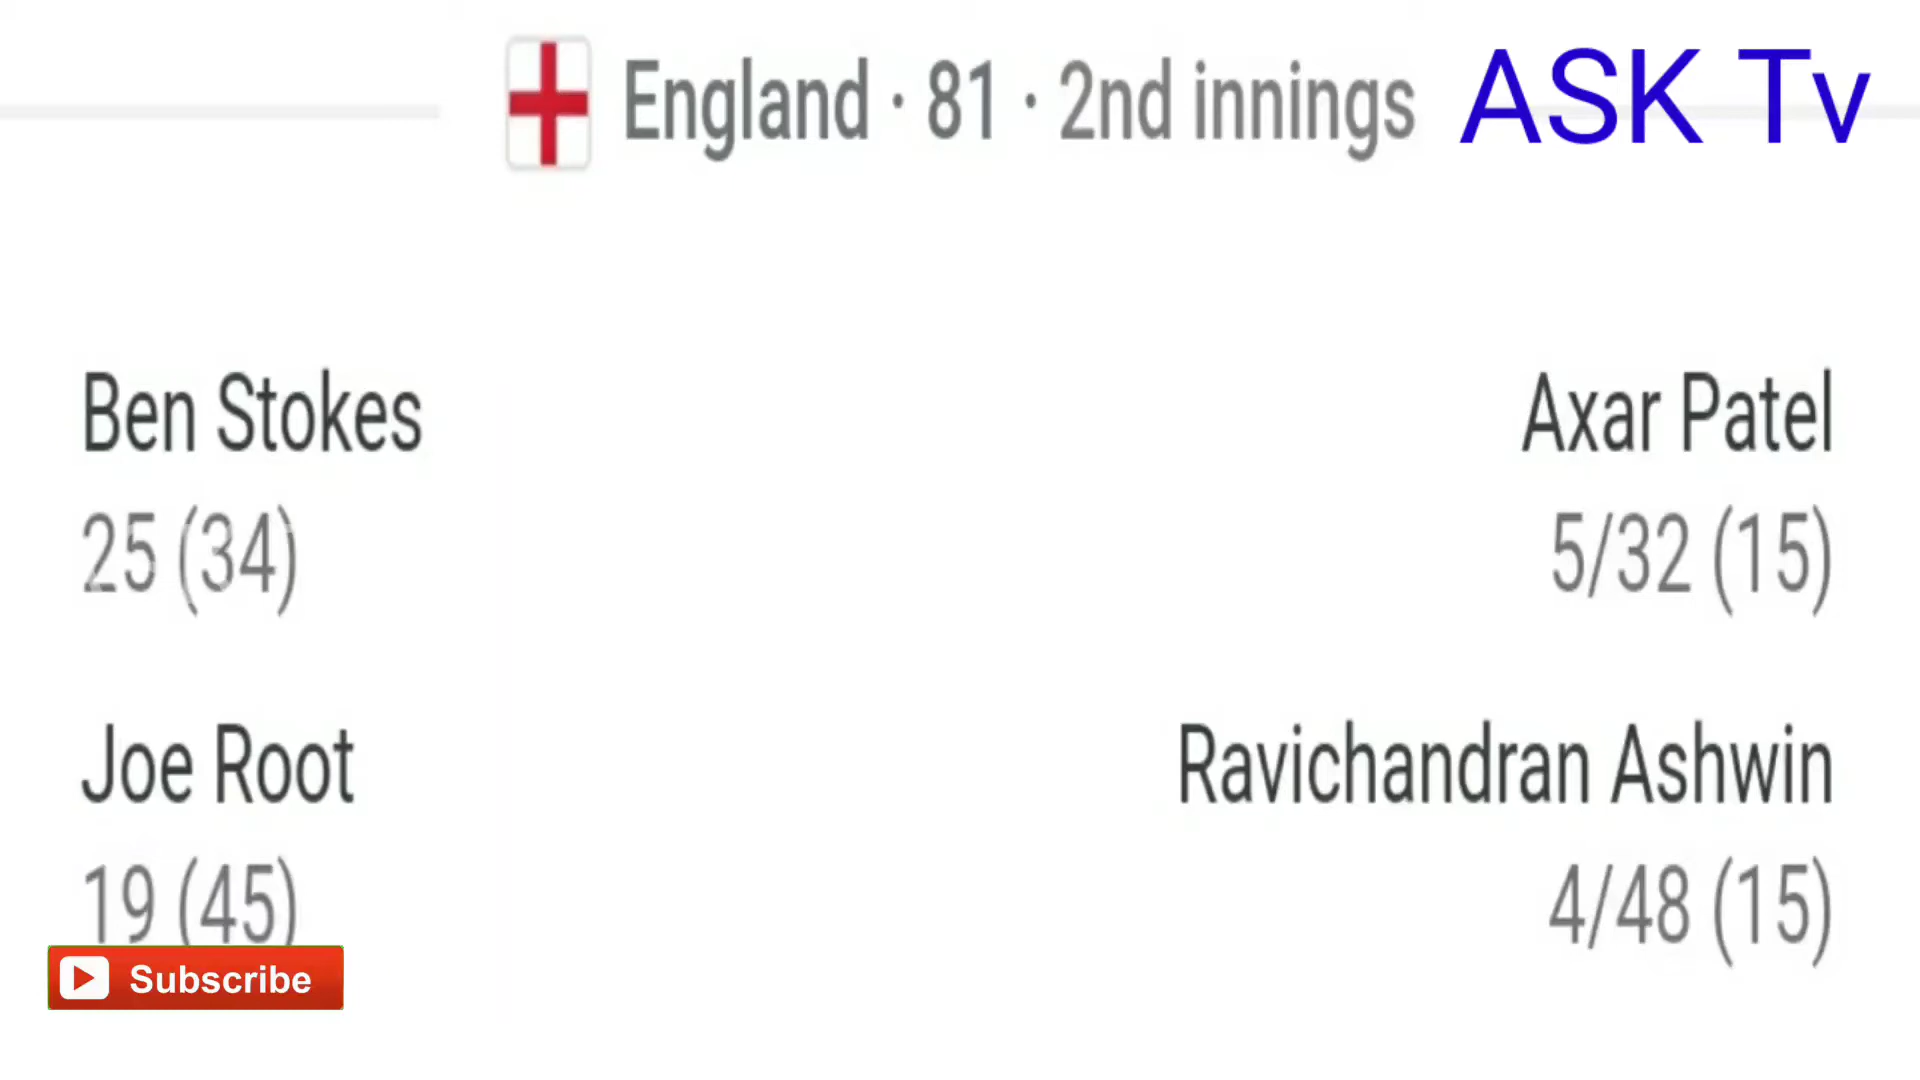 England · 81 · 2nd innings
ASK Tv
Ben Stokes
25 (34)
Axar Patel
5/32 (15)
Joe Root
19 (45)
Ravichandran Ashwin
4/48 (15)
Subscribe